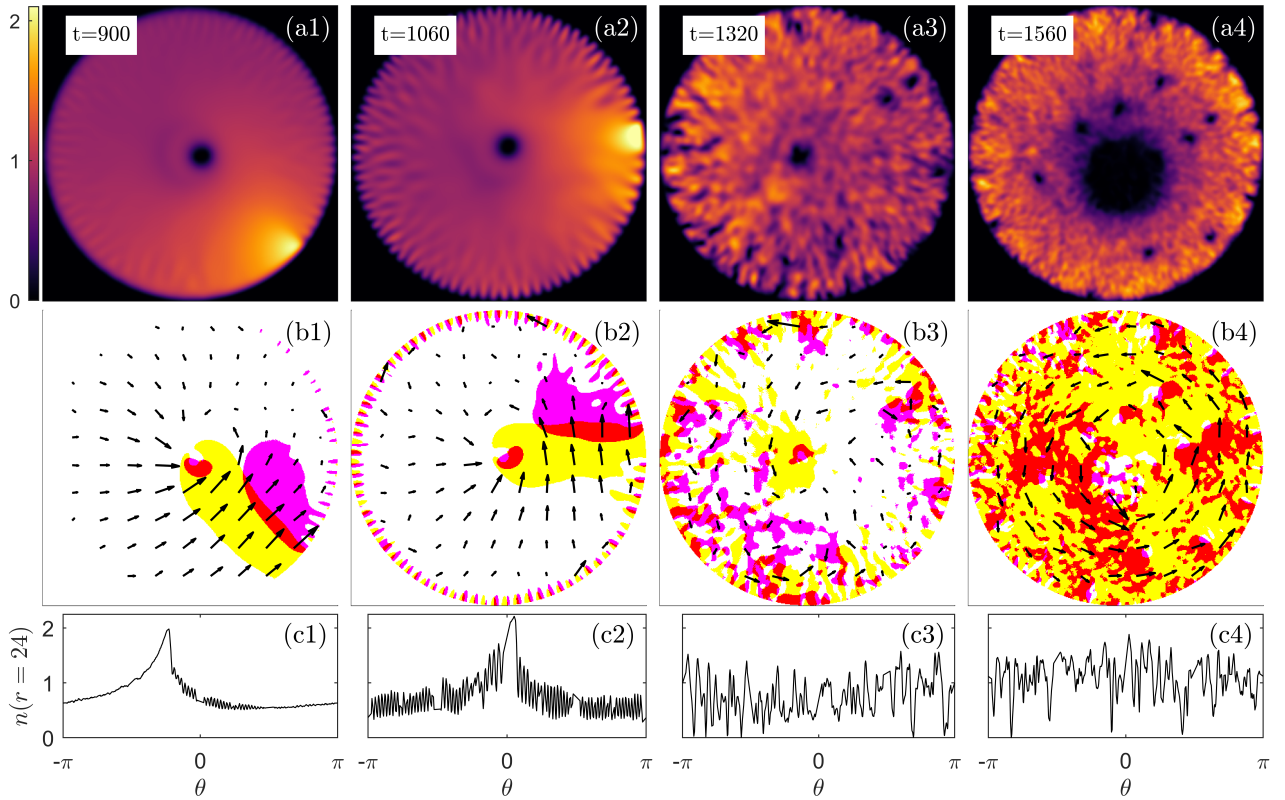 2
1
0
t=900
(a1)
t=1060
(a2)
t=1320
(a3)
t=1560
(a4)
(b1)
(b2)
(b3)
(b4)
n(r = 24)
2
1
0
(c1)
(c2)
(c3)
(c4)
-π 0 π
-π 0 π
-π 0 π
-π 0 π
θ
θ
θ
θ